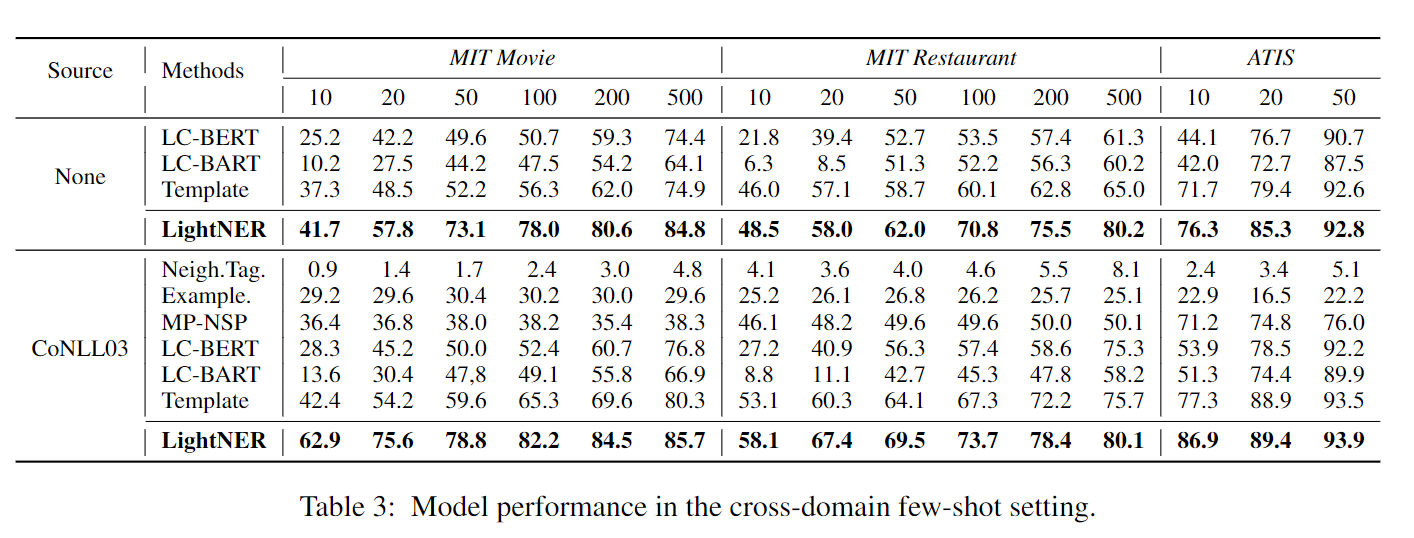 Source Methods MIT Movie MIT Restaurant ATIS
10 20 50 100 200 500 10 20 50 100 200 500 10 20 50
None
LC-BERT 25.2 42.2 49.6 50.7 59.3 74.4 21.8 39.4 52.7 53.5 57.4 61.3 44.1 76.7 90.7
LC-BART 10.2 27.5 44.2 47.5 54.2 64.1 6.3 8.5 51.3 52.2 56.3 60.2 42.0 72.7 87.5
Template 37.3 48.5 52.2 56.3 62.0 74.9 46.0 57.1 58.7 60.1 62.8 65.0 71.7 79.4 92.6
LightNER 41.7 57.8 73.1 78.0 80.6 84.8 48.5 58.0 62.0 70.8 75.5 80.2 76.3 85.3 92.8
CoNLL03
Neigh.Tag. 0.9 1.4 1.7 2.4 3.0 4.8 4.1 3.6 4.0 4.6 5.5 8.1 2.4 3.4 5.1
Example. 29.2 29.6 30.4 30.2 30.0 29.6 25.2 26.1 26.8 26.2 25.7 25.1 22.9 16.5 22.2
MP-NSP 36.4 36.8 38.0 38.2 35.4 38.3 46.1 48.2 49.6 49.6 50.0 50.1 71.2 74.8 76.0
LC-BERT 28.3 45.2 50.0 52.4 60.7 76.8 27.2 40.9 56.3 57.4 58.6 75.3 53.9 78.5 92.2
LC-BART 13.6 30.4 47,8 49.1 55.8 66.9 8.8 11.1 42.7 45.3 47.8 58.2 51.3 74.4 89.9
Template 42.4 54.2 59.6 65.3 69.6 80.3 53.1 60.3 64.1 67.3 72.2 75.7 77.3 88.9 93.5
LightNER 62.9 75.6 78.8 82.2 84.5 85.7 58.1 67.4 69.5 73.7 78.4 80.1 86.9 89.4 93.9
Table 3: Model performance in the cross-domain few-shot setting.